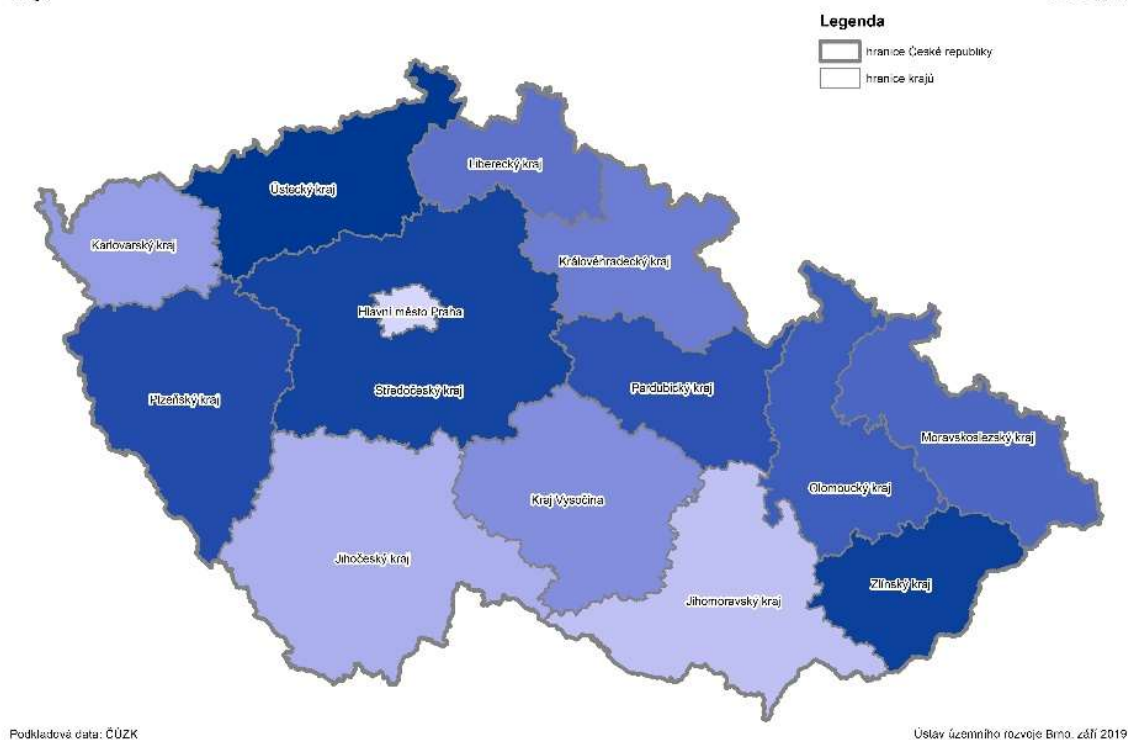 Legenda
hranice České republiky
hranice krajů
Ústecký kraj
Liberecký kraj
Karlovarský kraj
Královéhradecký kraj
Hlavní město Praha
Středočeský kraj
Pardubický kraj
Plzeňský kraj
Moravskoslezský kraj
Olomoucký kraj
Kraj Vysočina
Jihočeský kraj
Zlínský kraj
Jihomoravský kraj
Podkladová data: ČÚZK
Ústav územního rozvoje Brno, září 2019